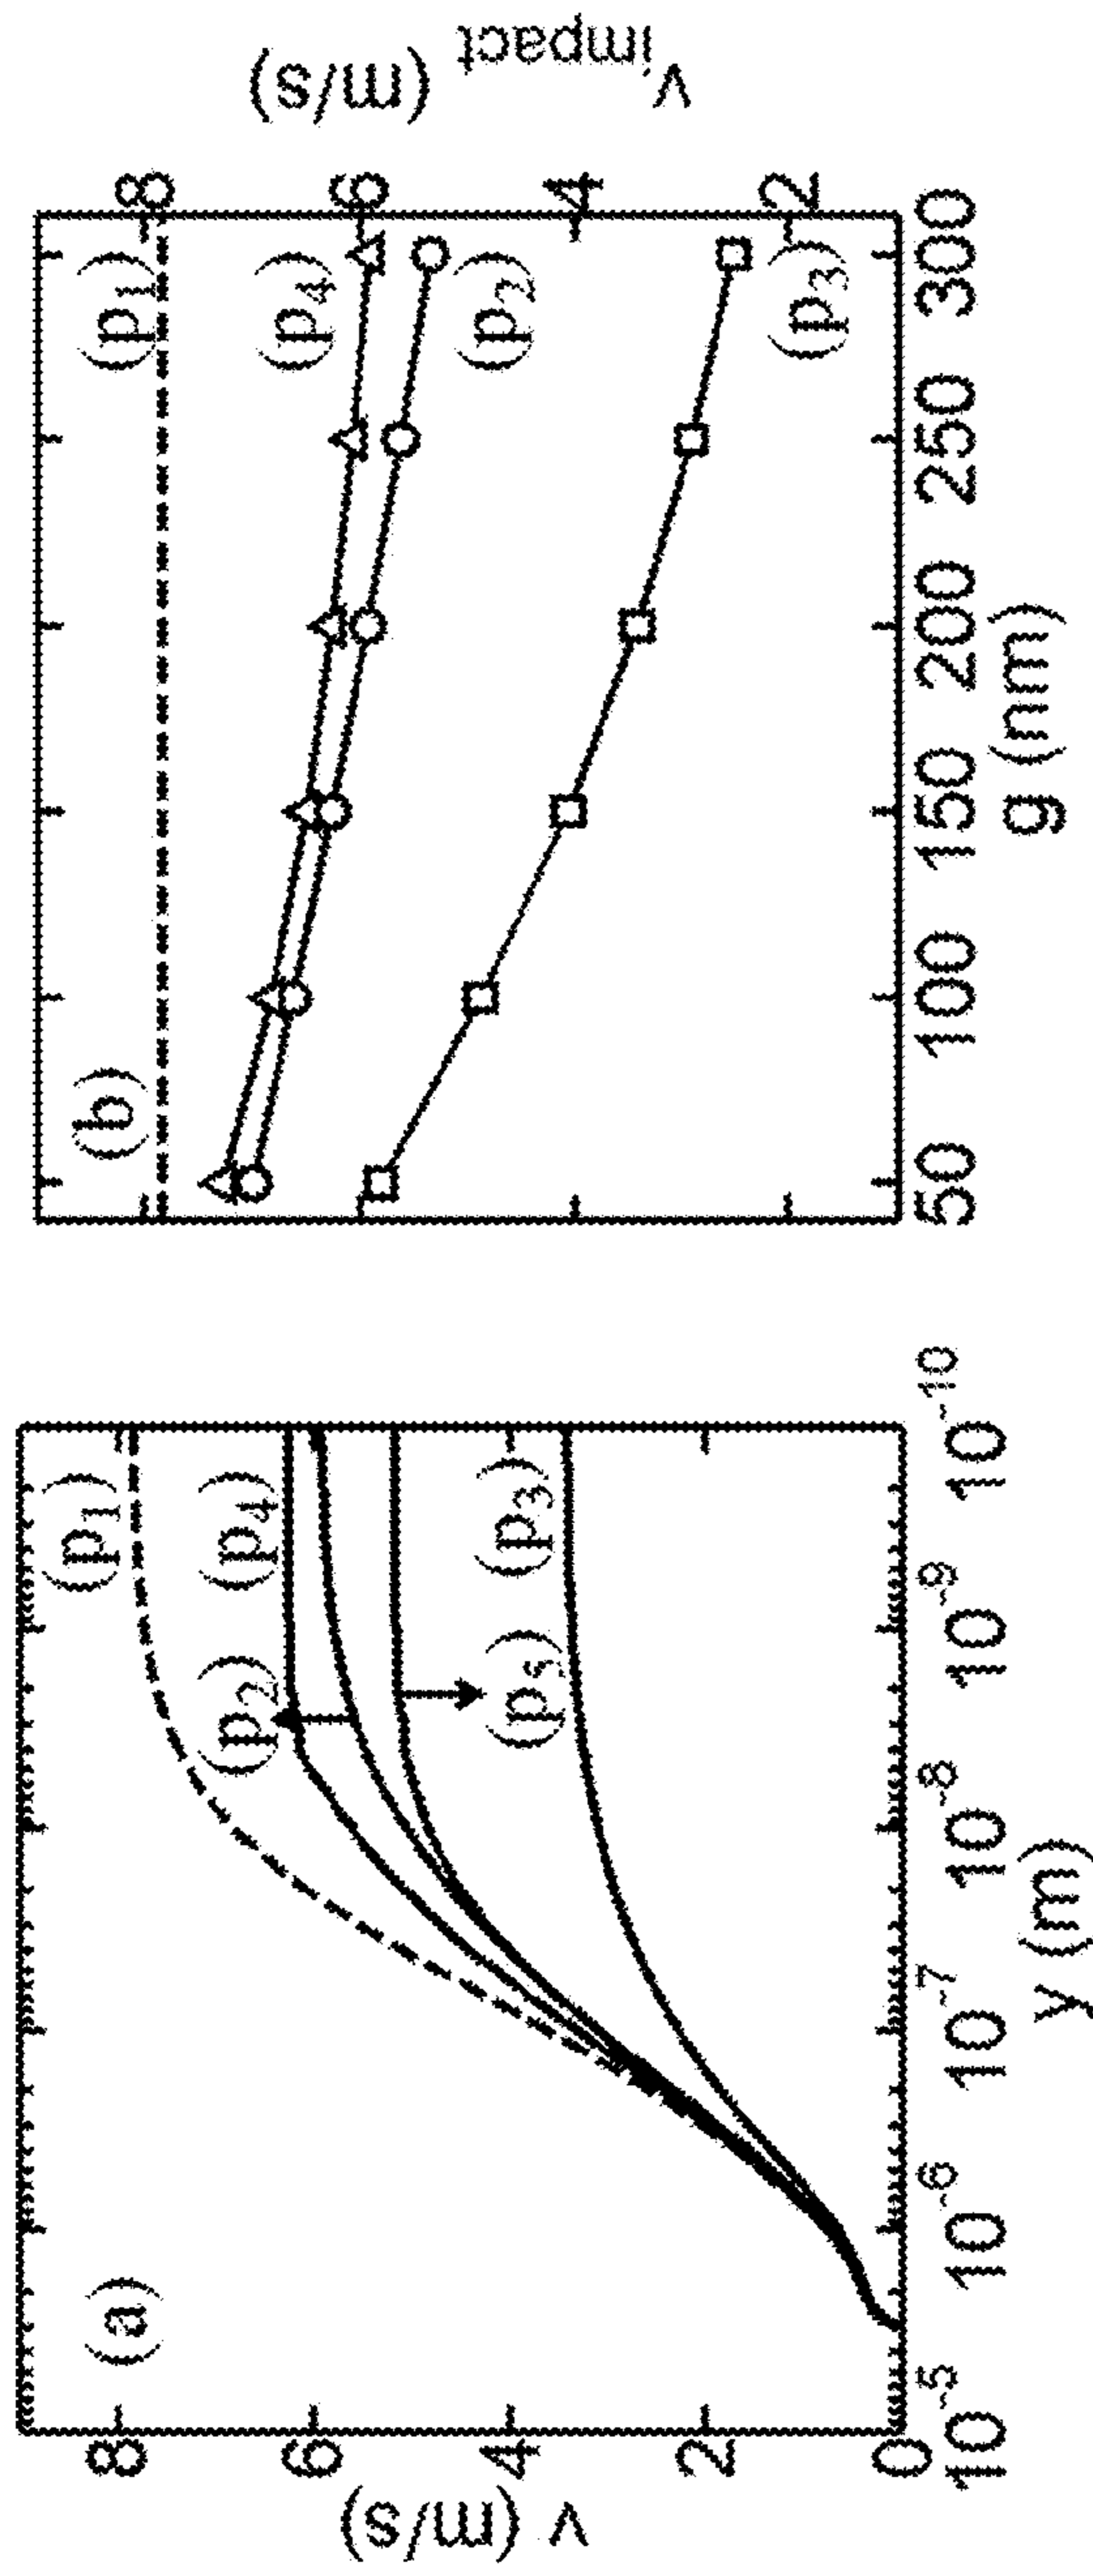 (a)
v (m/s)
8
6
4
2
0
(p1)
(p2)
(p4)
(p5)
(p3)
10-5
10-6
10-7
10-8
10-9
10-10
y (m)
(b)
(p1)
(p4)
(p2)
(p3)
8
6
4
2
Vimpact (m/s)
50
100
150
200
250
300
g (nm)